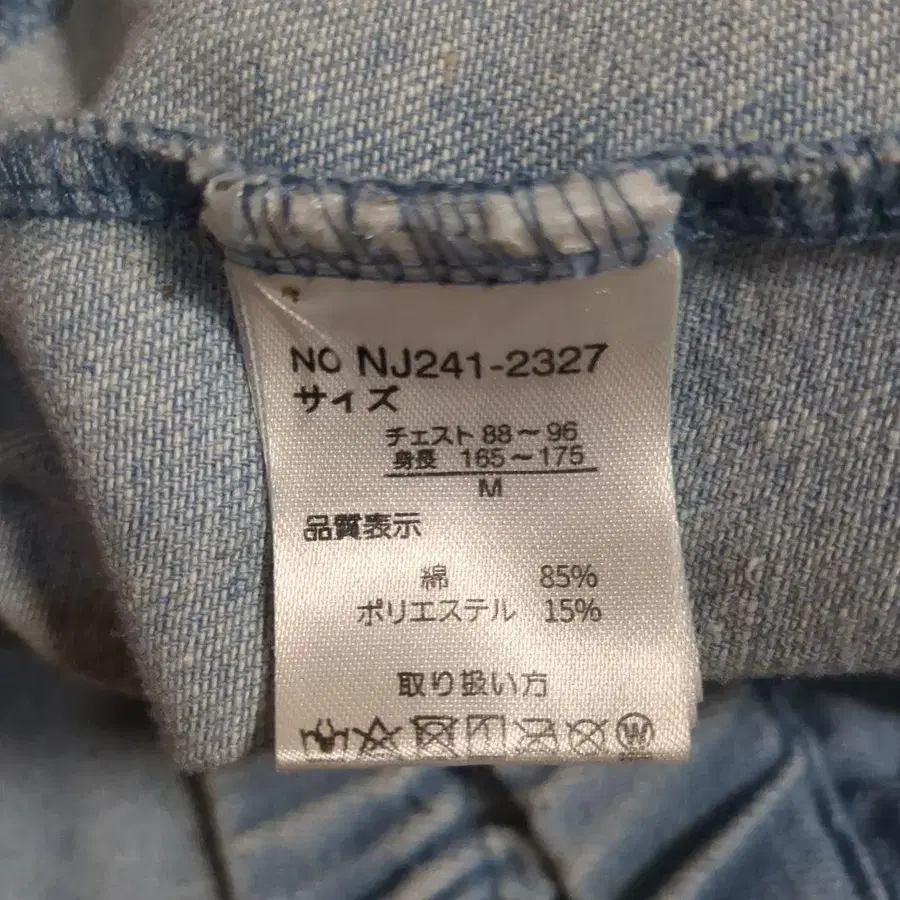 NO NJ241-2327
サイズ
チェスト 88～96
身長 165～175
M
品質表示
綿 85%
ポリエステル 15%
取り扱い方
W